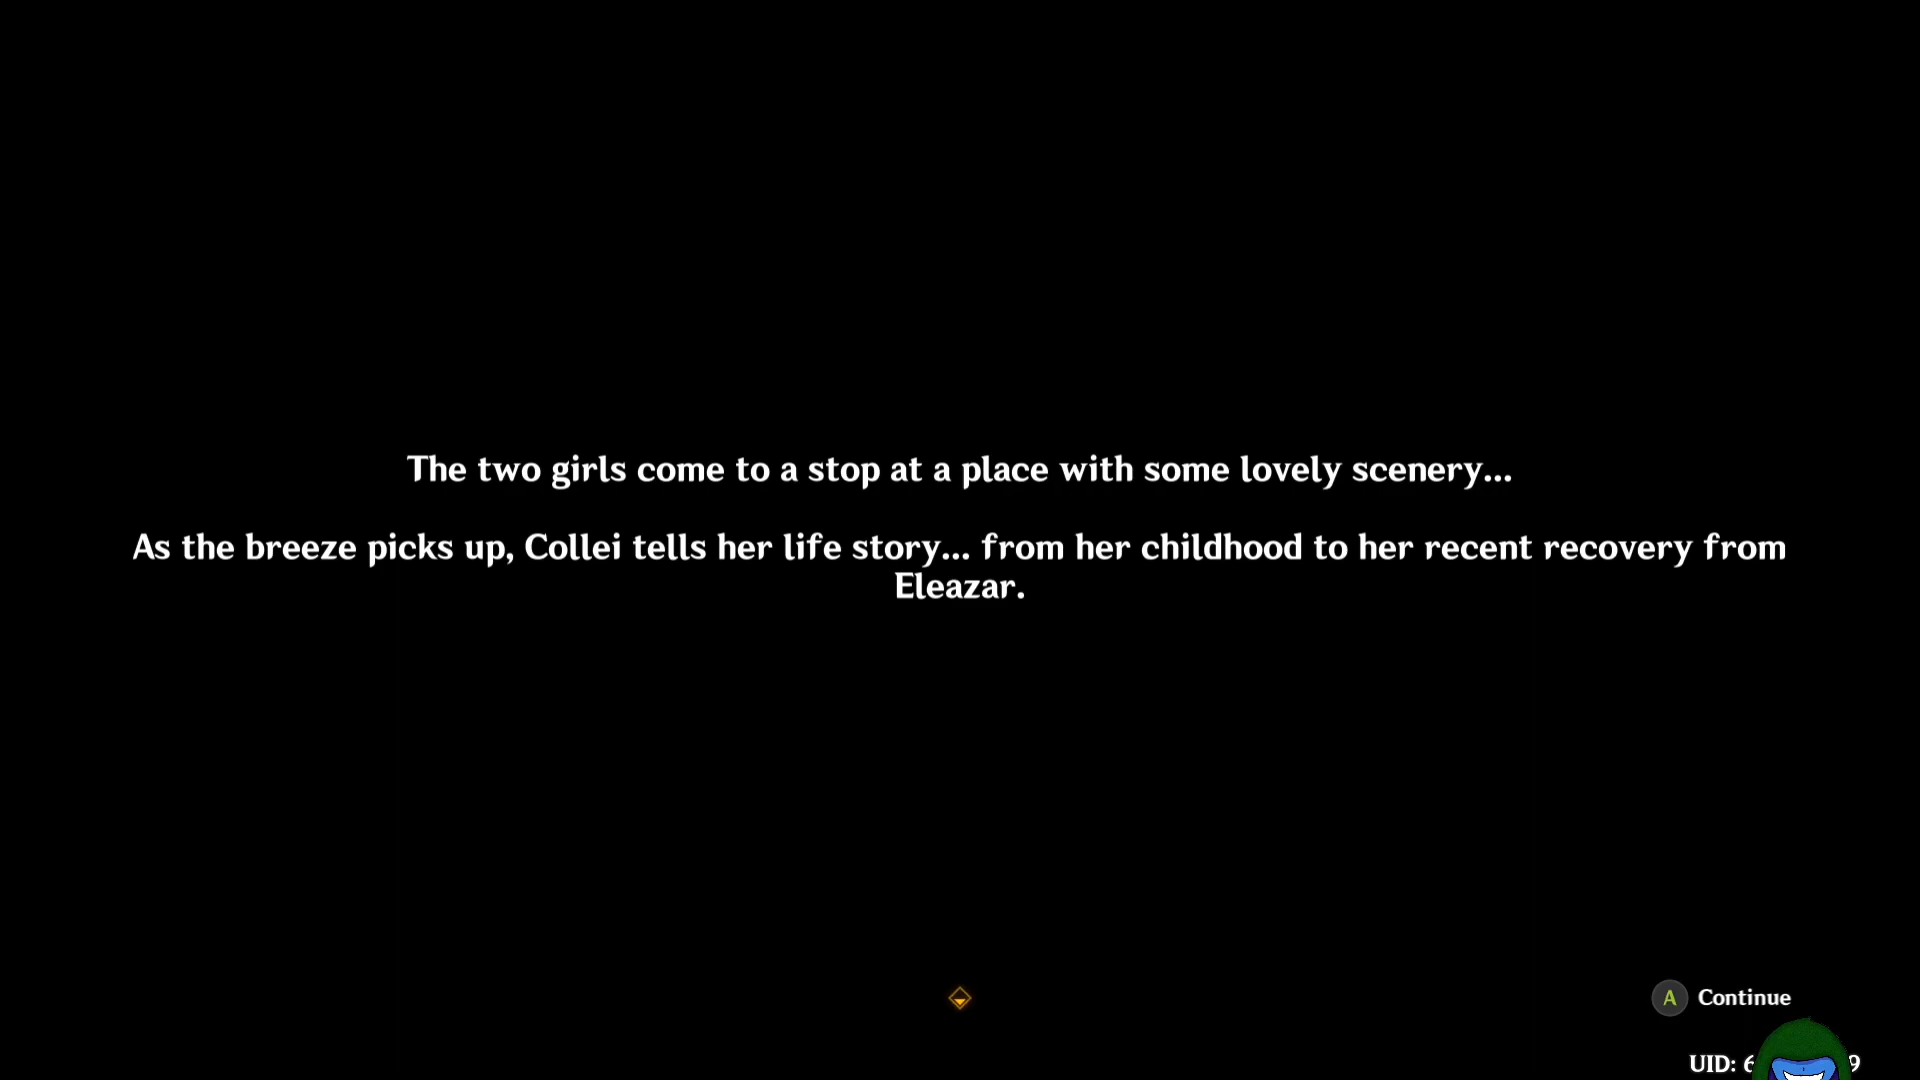 The two girls come to a stop at a place with some lovely scenery...
As the breeze picks up, Collei tells her life story... from her childhood to her recent recovery from
Eleazar.
A Continue
UID: 6 9